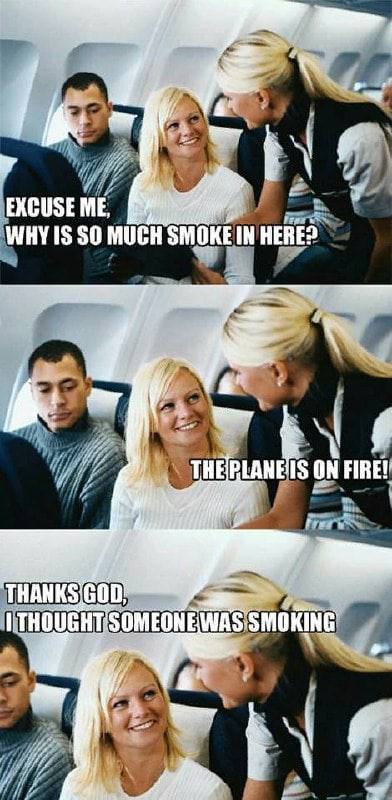 EXCUSE ME,
WHY IS SO MUCH SMOKE IN HERE?
THE PLANE IS ON FIRE!
THANKS GOD,
I THOUGHT SOMEONE WAS SMOKING